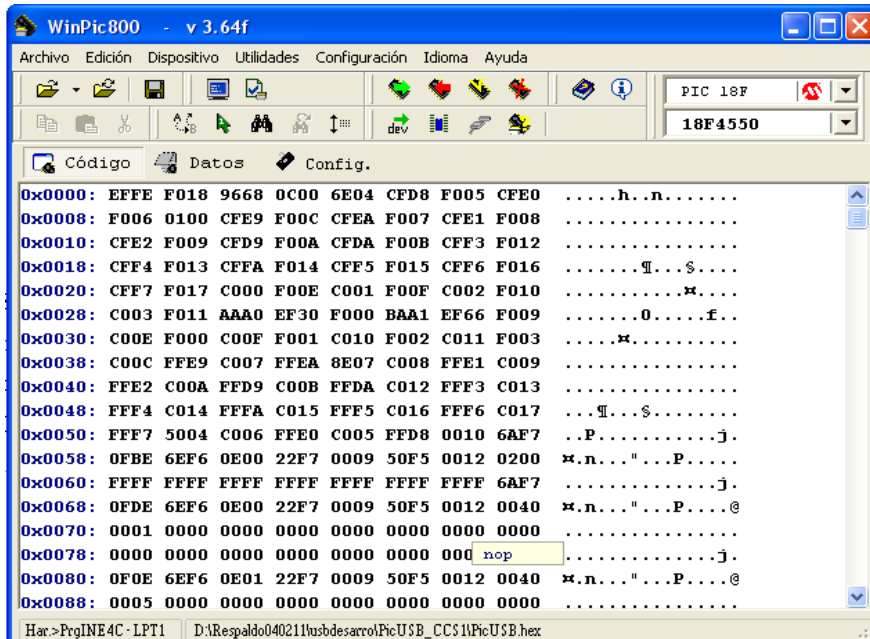 WinPic800 - v 3.64f
Archivo Edición Dispositivo Utilidades Configuración Idioma Ayuda
PIC 18F
dev 18F4550
Código Datos Config.
0x0000: EFFE F018 9668 0C00 6E04 CFD8 F005 CFE0 .....h..n.......
0x0008: F006 0100 CFE9 F00C CFEA F007 CFE1 F008 ................
0x0010: CFE2 F009 CFD9 F00A CFDA F00B CFF3 F012 ................
0x0018: CFF4 F013 CFFA F014 CFF5 F015 CFF6 F016 .......¶...§....
0x0020: CFF7 F017 C000 F00E C001 F00F C002 F010 ...........¤....
0x0028: C003 F011 AAA0 EF30 F000 BAA1 EF66 F009 .......0.....f..
0x0030: C00E F000 C00F F001 C010 F002 C011 F003 .....¤..........
0x0038: C00C FFE9 C007 FFEA 8E07 C008 FFE1 C009 ................
0x0040: FFE2 C00A FFD9 C00B FFDA C012 FFF3 C013 ................
0x0048: FFF4 C014 FFFA C015 FFF5 C016 FFF6 C017 ...¶...§........
0x0050: FFF7 5004 C006 FFE0 C005 FFD8 0010 6AF7 ..P...........j.
0x0058: 0FBE 6EF6 0E00 22F7 0009 50F5 0012 0200 ¤.n..."...P.....
0x0060: FFFF FFFF FFFF FFFF FFFF FFFF FFFF 6AF7 ..............j.
0x0068: 0FDE 6EF6 0E00 22F7 0009 50F5 0012 0040 ¤.n..."...P....@
0x0070: 0001 0000 0000 0000 0000 0000 0000 0000 ................
0x0078: 0000 0000 0000 0000 0000 000 nop ..............j.
0x0080: 0F0E 6EF6 0E01 22F7 0009 50F5 0012 0040 ¤.n..."...P....@
0x0088: 0005 0000 0000 0000 0000 0000 0000 0000 ................
Har.>PrgINE4C - LPT1 D:\Respaldo040211\usbdesarro\PicUSB_CCS1\PicUSB.hex